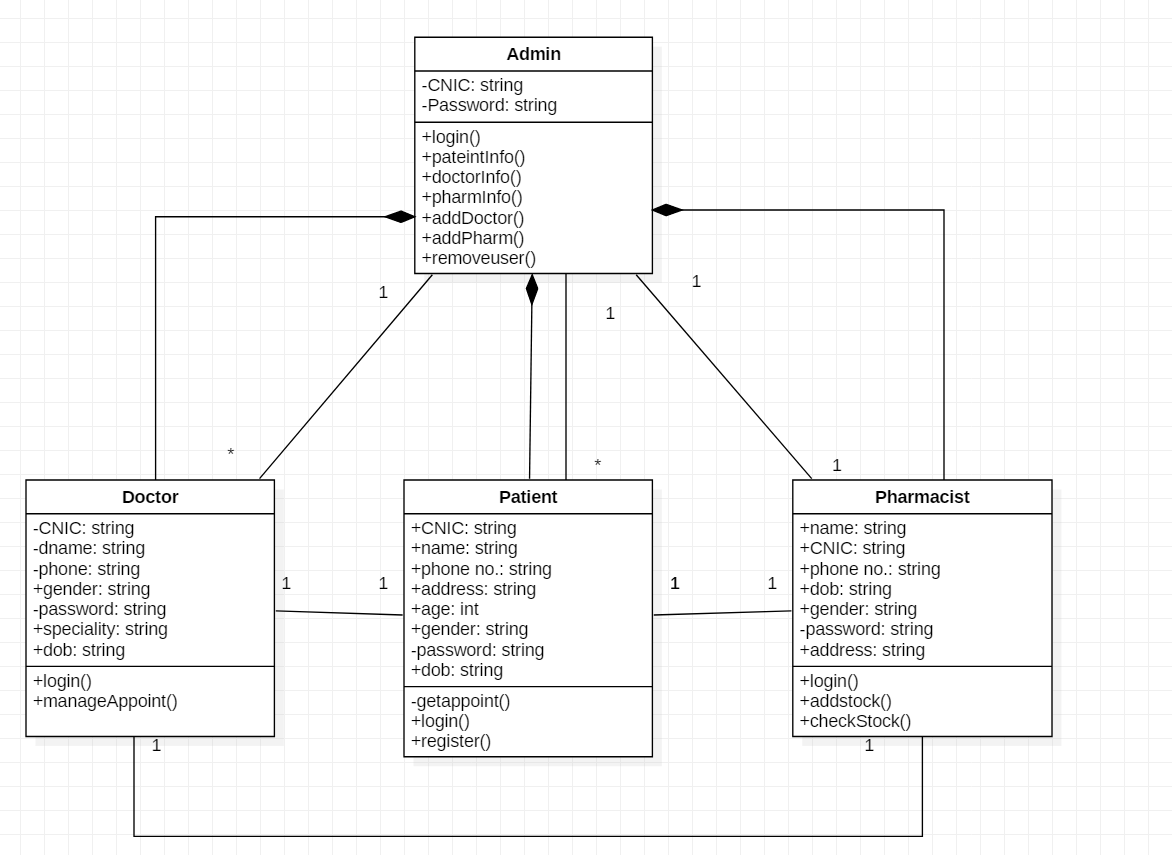 Admin
-CNIC: string
-Password: string
+login()
+pateintInfo()
+doctorInfo()
+pharmInfo()
+addDoctor()
+addPharm()
+removeuser()
1
1
1
*
*
1
Doctor
-CNIC: string
-dname: string
-phone: string
+gender: string
-password: string
+speciality: string
+dob: string
+login()
+manageAppoint()
1
1
Patient
+CNIC: string
+name: string
+phone no.: string
+address: string
+age: int
+gender: string
-password: string
+dob: string
-getappoint()
+login()
+register()
1
1
Pharmacist
+name: string
+CNIC: string
+phone no.: string
+dob: string
+gender: string
-password: string
+address: string
+login()
+addstock()
+checkStock()
1
1